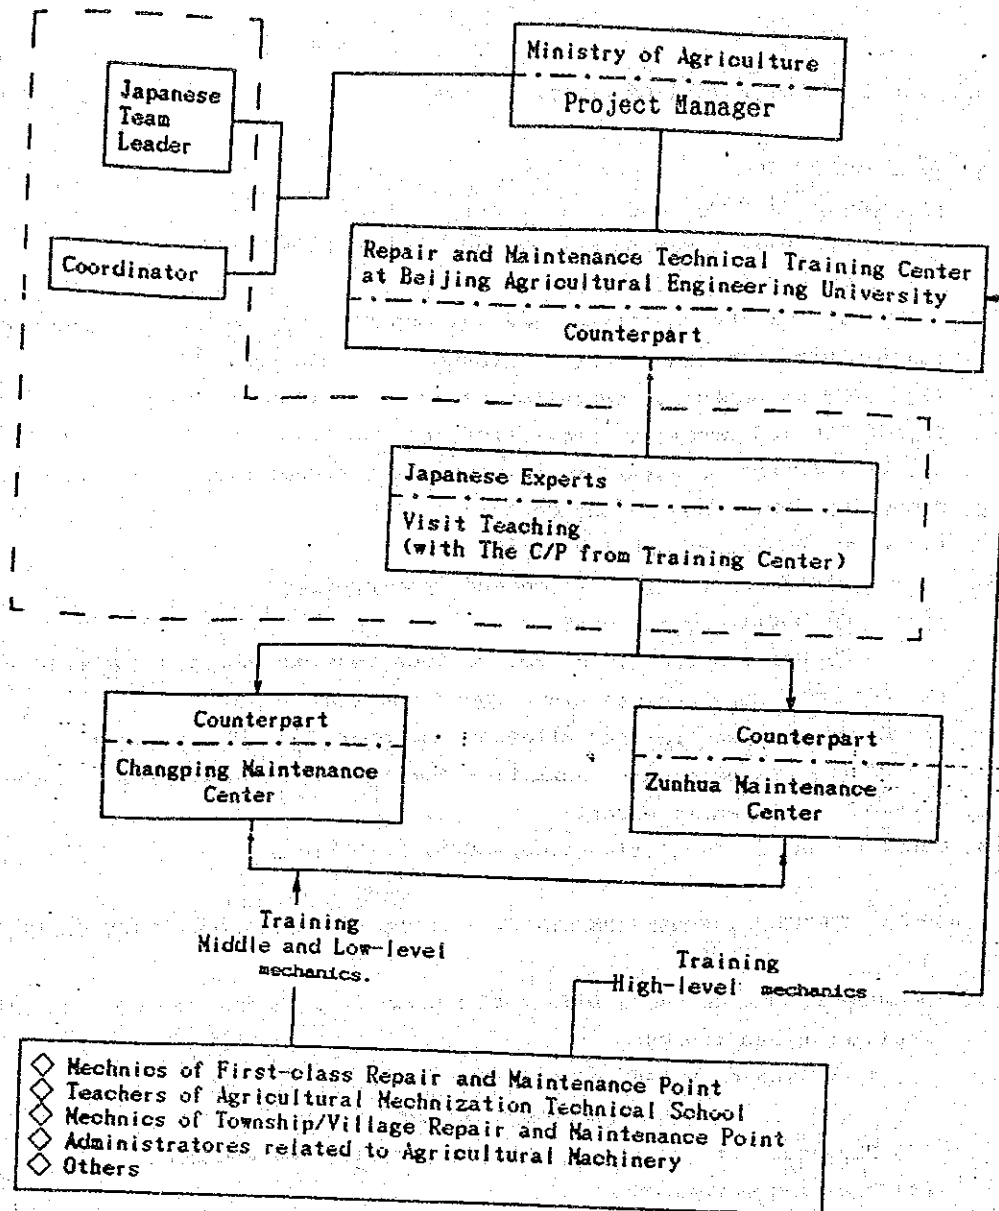 Ministry of Agriculture
Project Manager
Japanese
Team
Leader
Coordinator
Repair and Maintenance Technical Training Center
at Beijing Agricultural Engineering University
Counterpart
Japanese Experts
Visit Teaching
(with The C/P from Training Center)
Counterpart
Changping Maintenance
Center
Counterpart
Zunhua Maintenance
Center
Training
Middle and Low-level
mechanics.
Training
High-level mechanics
◇ Mechnics of First-class Repair and Maintenance Point
◇ Teachers of Agricultural Mechnization Technical School
◇ Mechnics of Township/Village Repair and Maintenance Point
◇ Administratores related to Agricultural Machinery
◇ Others